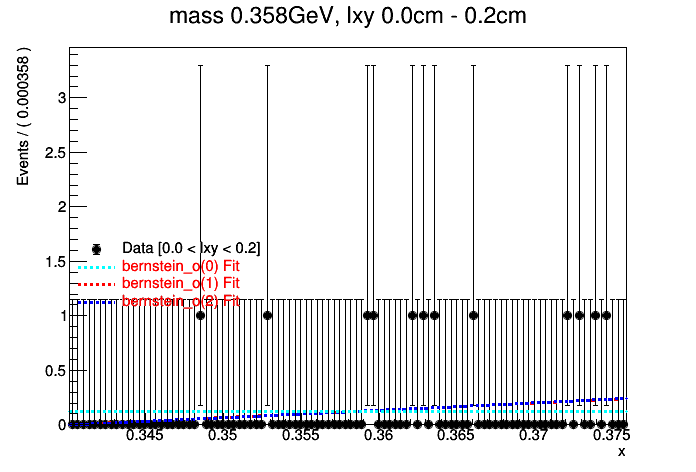 mass 0.358GeV, lxy 0.0cm - 0.2cm
Events / ( 0.000358 )
3
2.5
2
1.5
1
0.5
0
Data [0.0 < lxy < 0.2]
bernstein_o(0) Fit
bernstein_o(1) Fit
bernstein_o(2) Fit
0.345 0.35 0.355 0.36 0.365 0.37 0.375
x